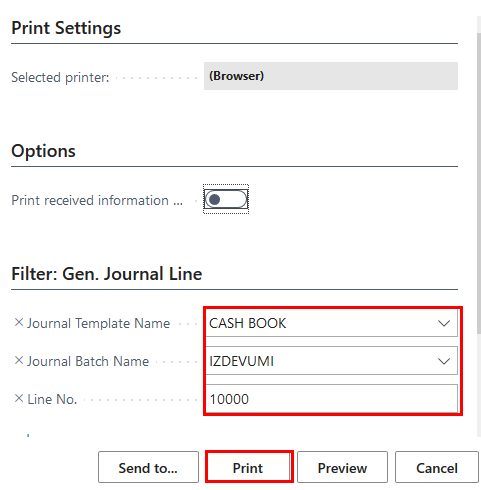 Print Settings
Selected printer: (Browser)
Options
Print received information ...
Filter: Gen. Journal Line
Journal Template Name CASH BOOK
Journal Batch Name IZDEVUMI
Line No. 10000
Send to... Print Preview Cancel